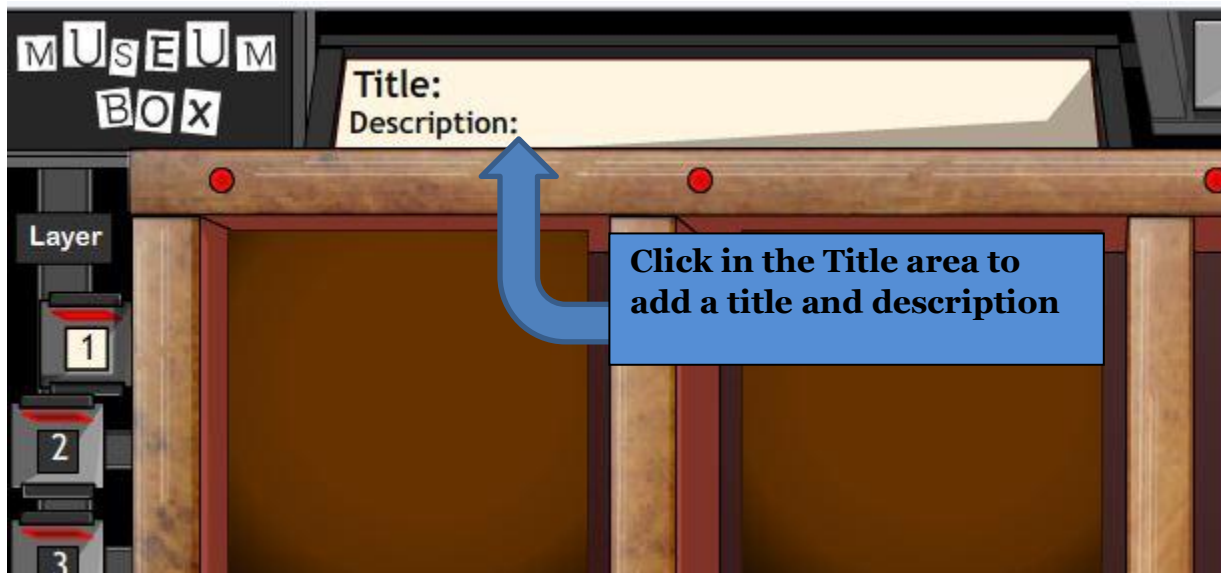 MUSEUM
BOX
Title:
Description:
Layer
Click in the Title area to
add a title and description
1
2
3